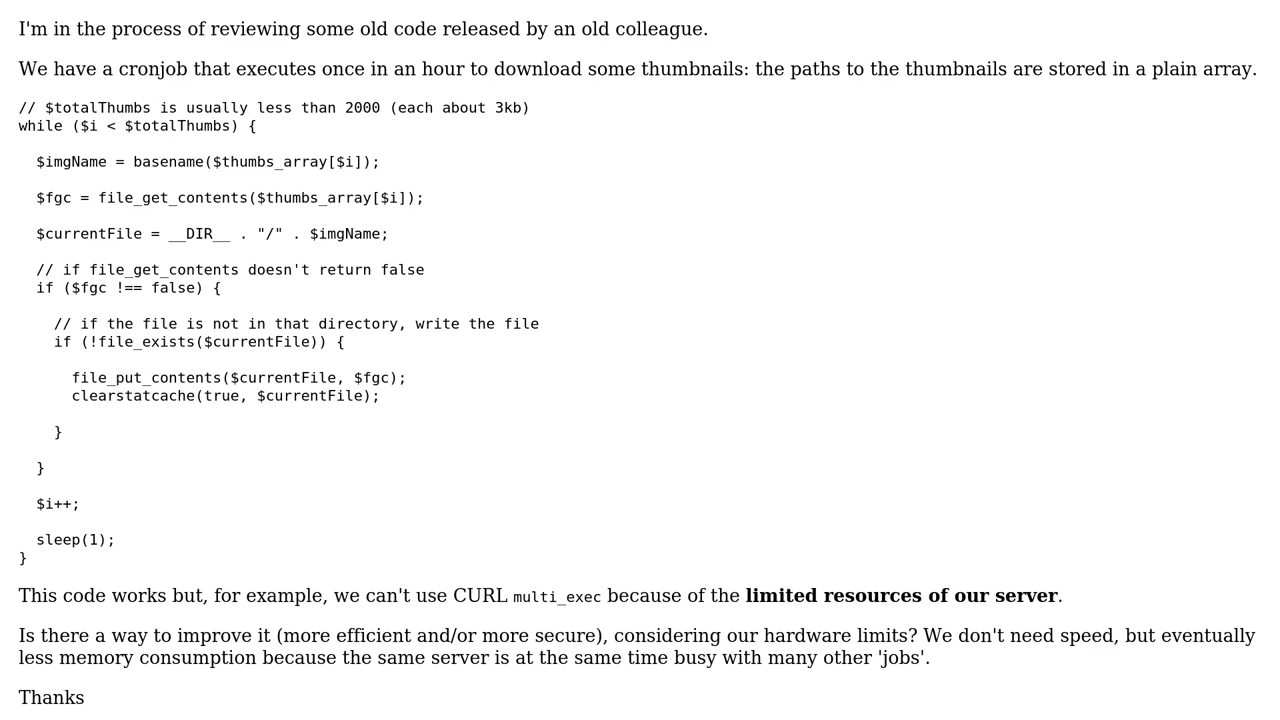 I'm in the process of reviewing some old code released by an old colleague.
We have a cronjob that executes once in an hour to download some thumbnails: the paths to the thumbnails are stored in a plain array.
// $totalThumbs is usually less than 2000 (each about 3kb)
while ($i < $totalThumbs) {
  $imgName = basename($thumbs_array[$i]);
  $fgc = file_get_contents($thumbs_array[$i]);
  $currentFile = __DIR__ . "/" . $imgName;
  // if file_get_contents doesn't return false
  if ($fgc !== false) {
    // if the file is not in that directory, write the file
    if (!file_exists($currentFile)) {
      file_put_contents($currentFile, $fgc);
      clearstatcache(true, $currentFile);
    }
  }
  $i++;
  sleep(1);
}
This code works but, for example, we can't use CURL multi_exec because of the limited resources of our server.
Is there a way to improve it (more efficient and/or more secure), considering our hardware limits? We don't need speed, but eventually
less memory consumption because the same server is at the same time busy with many other 'jobs'.
Thanks